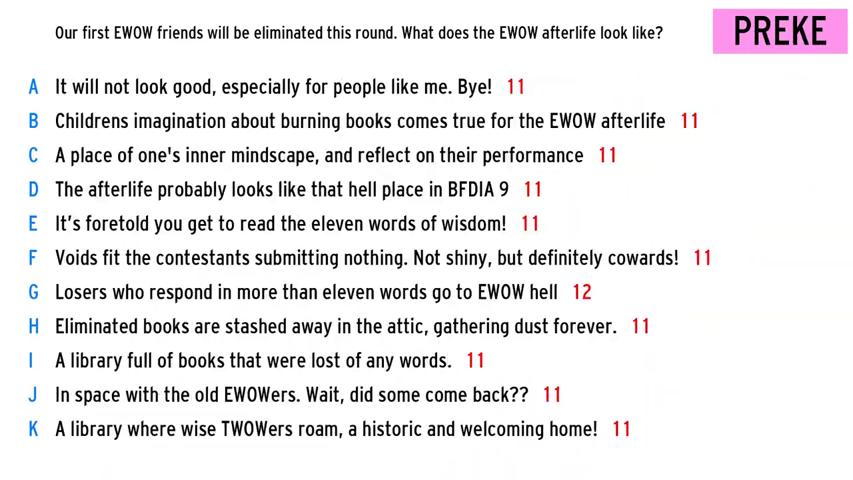 Our first EWOW friends will be eliminated this round. What does the EWOW afterlife look like?
PREKE
A It will not look good, especially for people like me. Bye! 11
B Childrens imagination about burning books comes true for the EWOW afterlife 11
C A place of one's inner mindscape, and reflect on their performance 11
D The afterlife probably looks like that hell place in BFDIA 9 11
E It’s foretold you get to read the eleven words of wisdom! 11
F Voids fit the contestants submitting nothing. Not shiny, but definitely cowards! 11
G Losers who respond in more than eleven words go to EWOW hell 12
H Eliminated books are stashed away in the attic, gathering dust forever. 11
I A library full of books that were lost of any words. 11
J In space with the old EWOWers. Wait, did some come back?? 11
K A library where wise TWOWers roam, a historic and welcoming home! 11